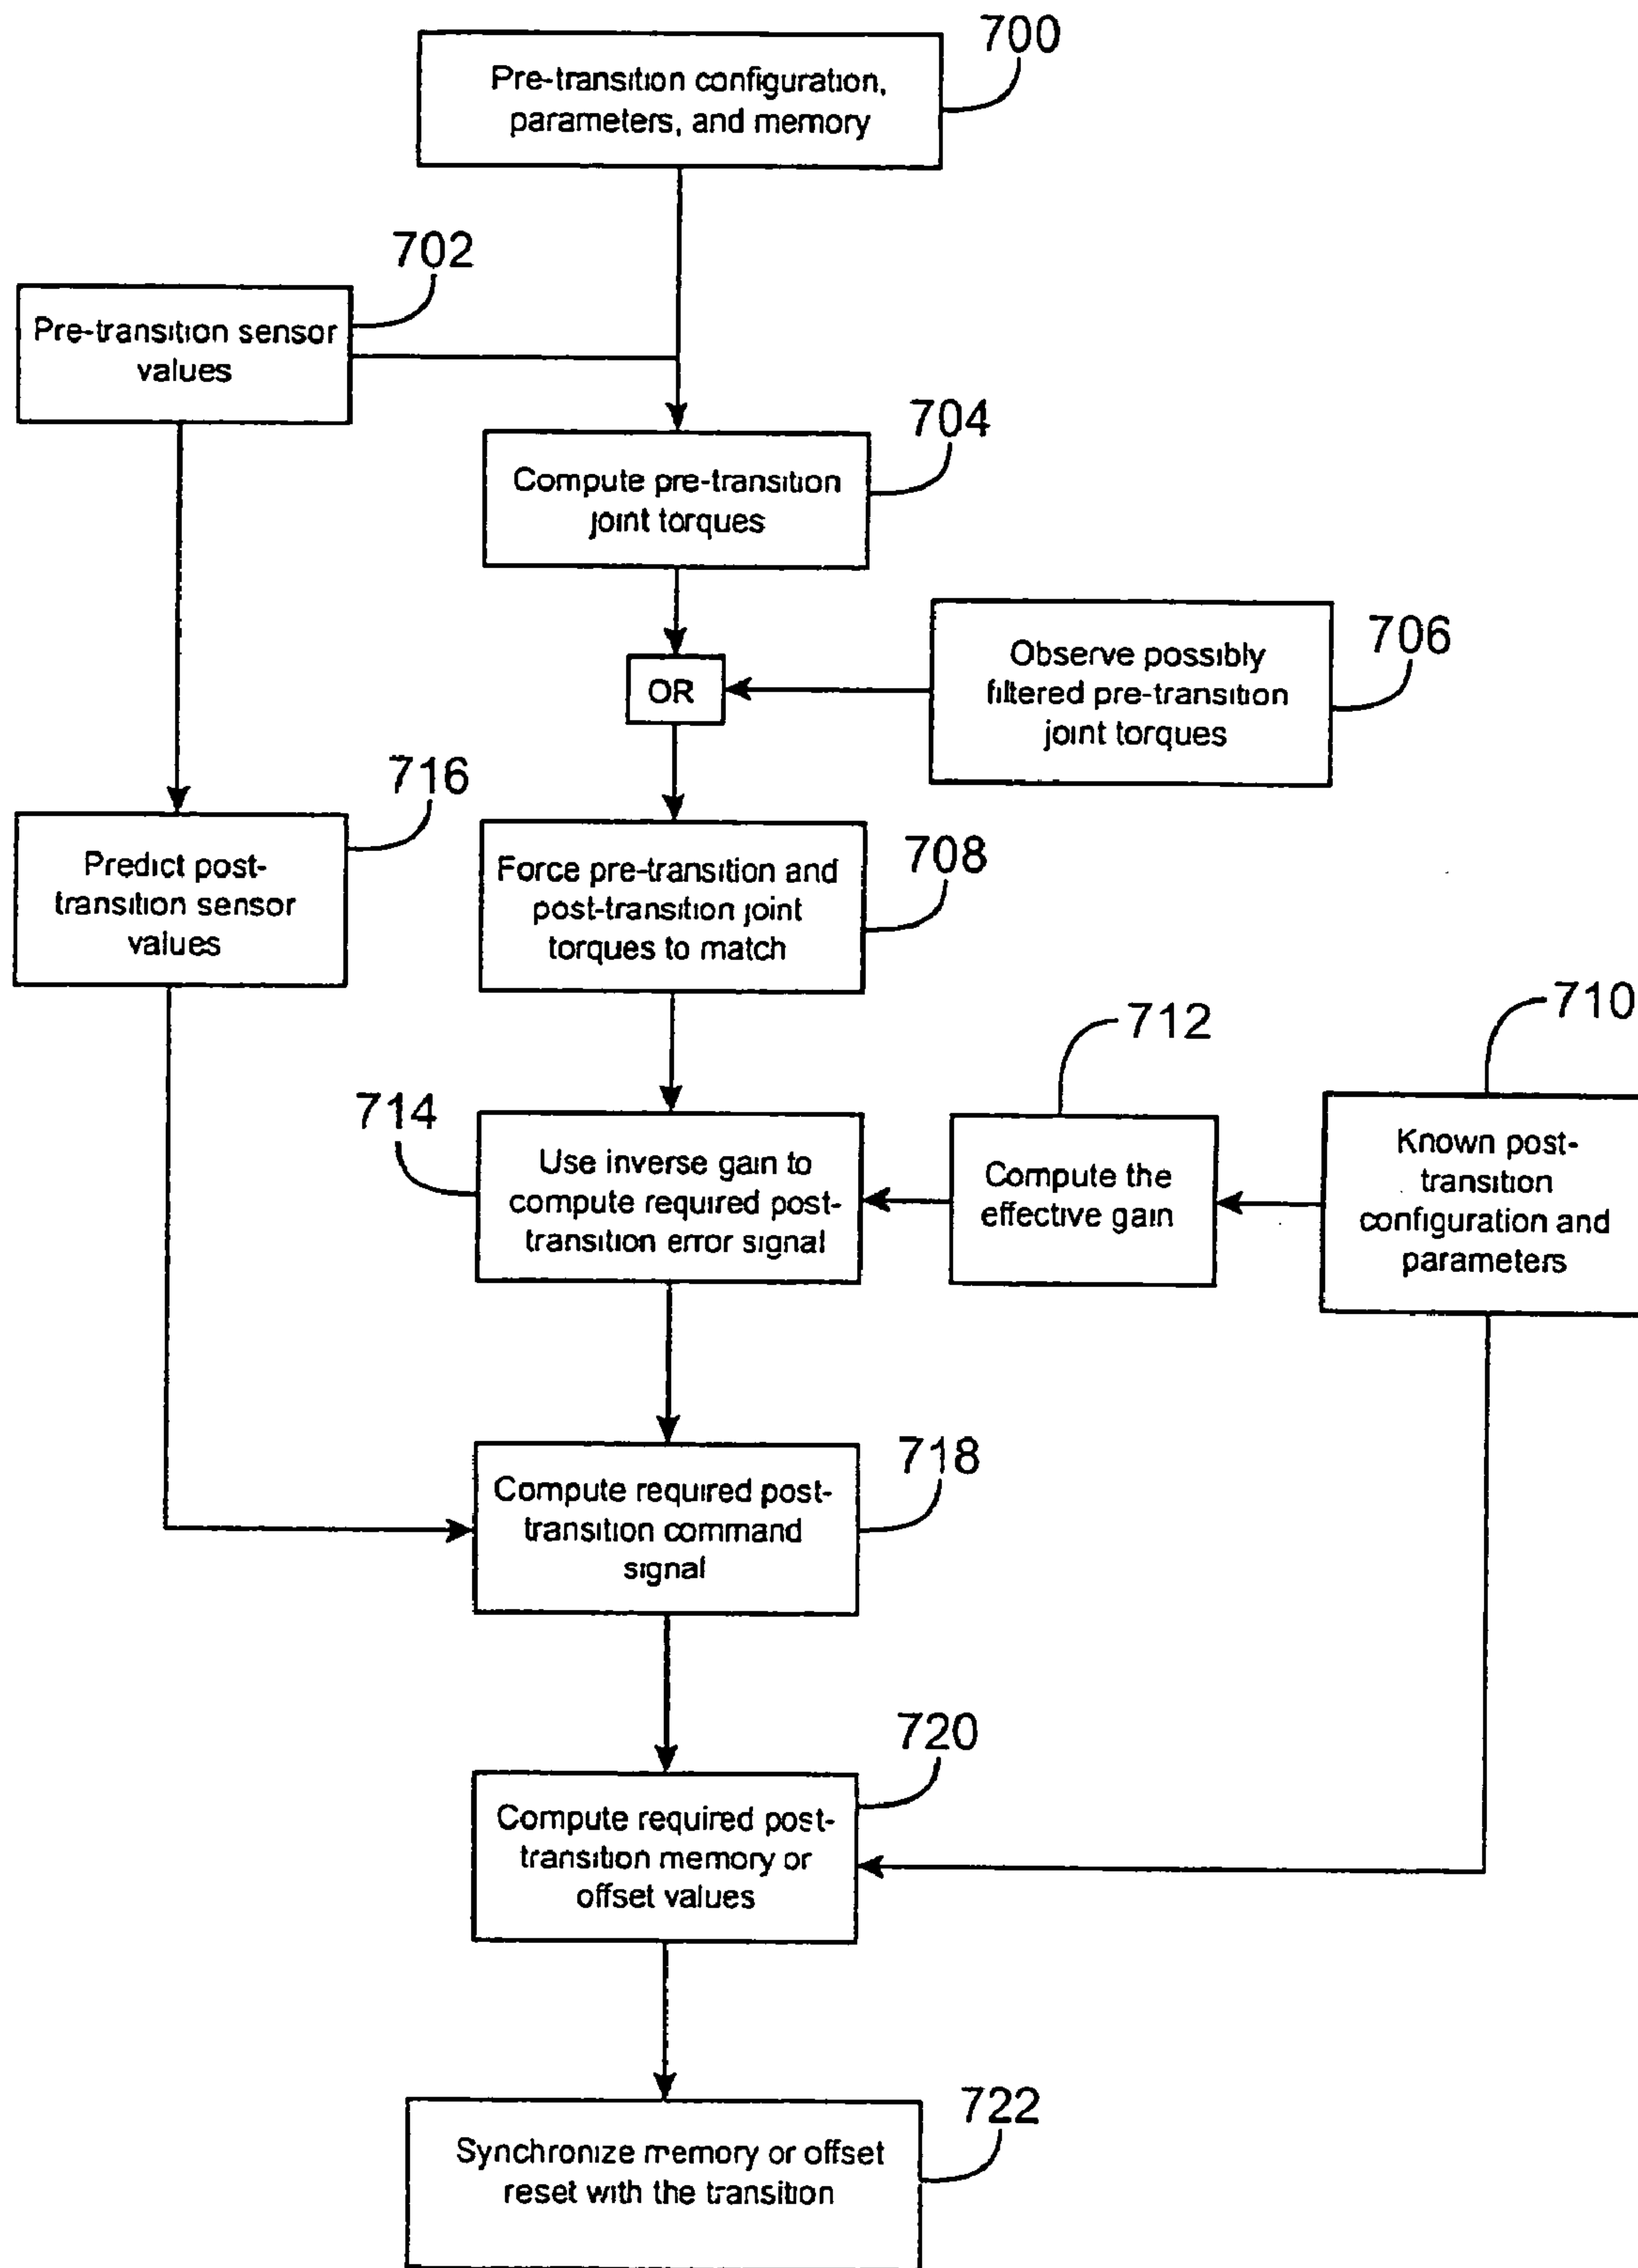 700
Pre-transition configuration,
parameters, and memory
702
Pre-transition sensor
values
704
Compute pre-transition
joint torques
706
Observe possibly
filtered pre-transition
joint torques
OR
716
Predict post-
transition sensor
values
708
Force pre-transition and
post-transition joint
torques to match
710
712
714
Use inverse gain to
compute required post-
transition error signal
Compute the
effective gain
Known post-
transition
configuration and
parameters
718
Compute required post-
transition command
signal
720
Compute required post-
transition memory or
offset values
722
Synchronize memory or offset
reset with the transition